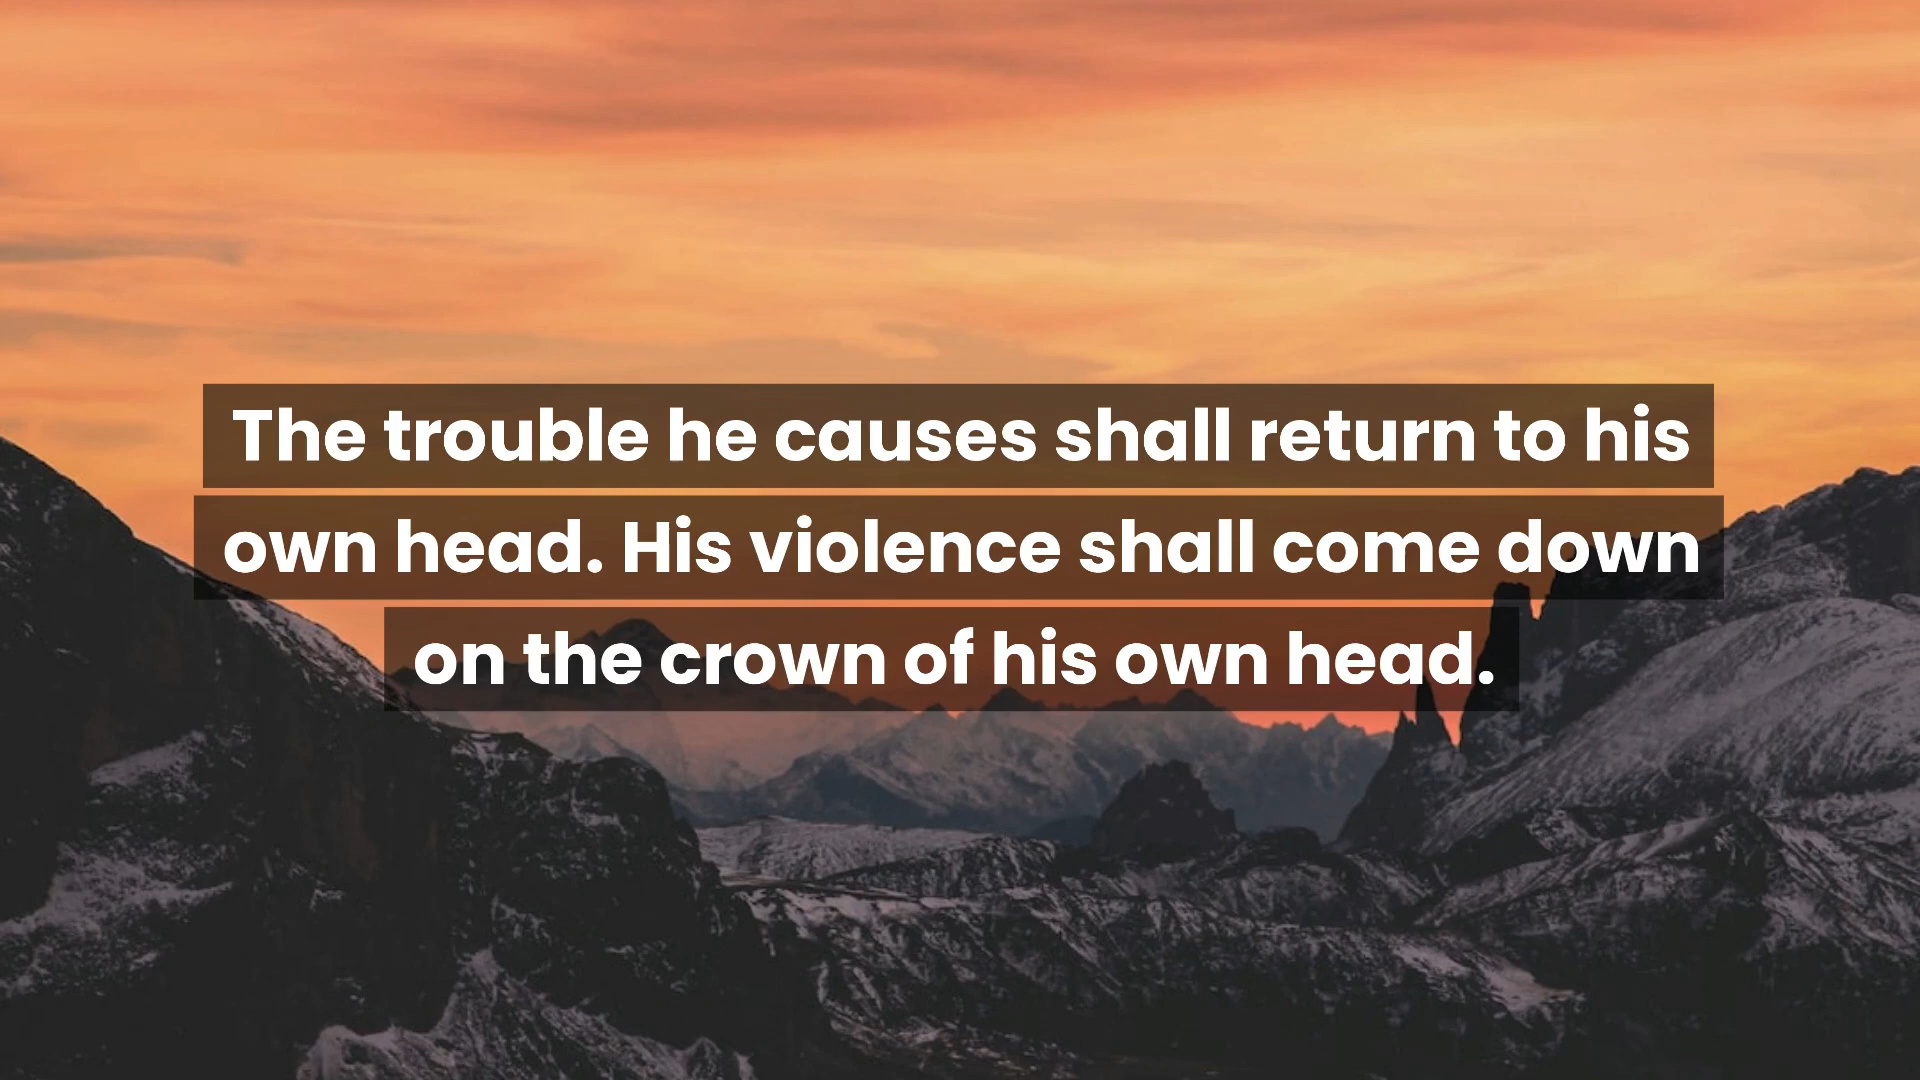 The trouble he causes shall return to his
own head. His violence shall come down
on the crown of his own head.